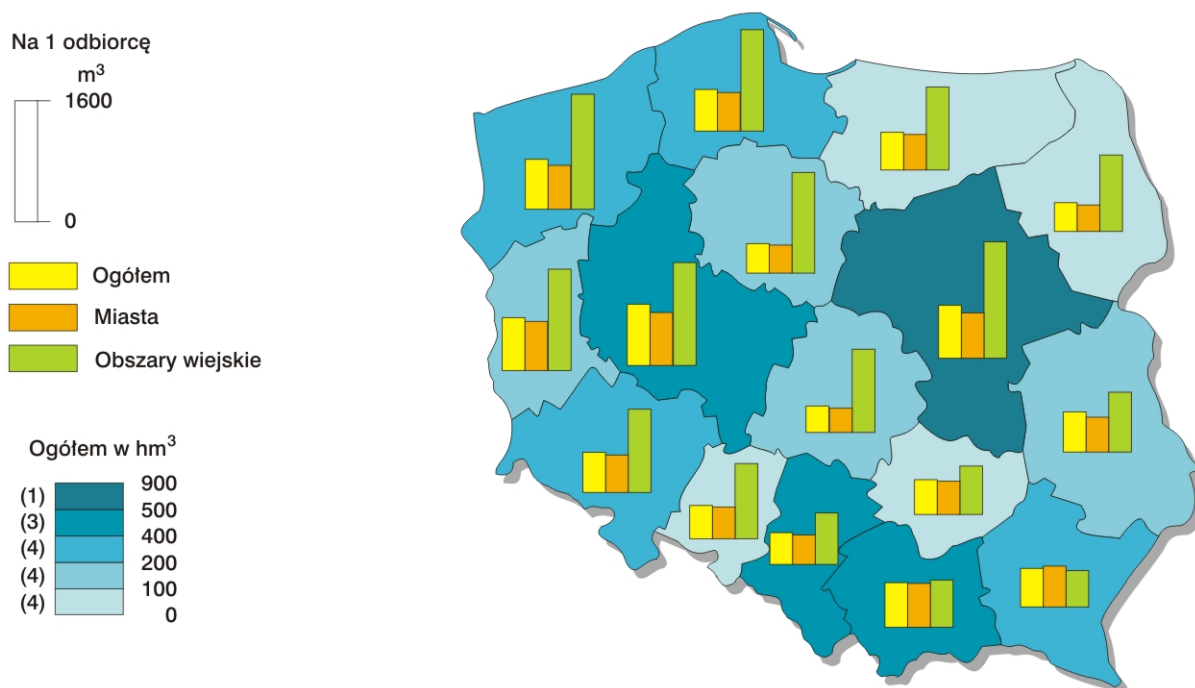 Na 1 odbiorcę
m³
1600
0
Ogółem
Miasta
Obszary wiejskie
Ogółem w hm³
900
(1)
500
(3)
400
(4)
200
(4)
100
(4)
0